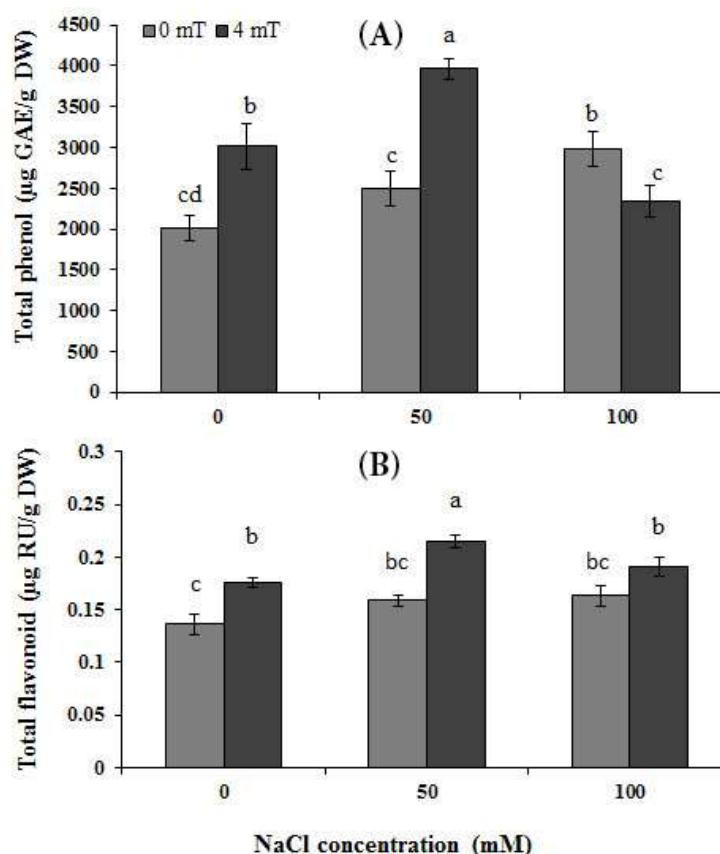 Total phenol (µg GAE/g DW)
4500
4000
3500
3000
2500
2000
1500
1000
500
0
0 mT 4 mT
(A)
cd
b
c
a
b
c
0 50 100
Total flavonoid (µg RU/g DW)
0.3
0.25
0.2
0.15
0.1
0.05
0
(B)
c
b
bc
a
bc
b
0 50 100
NaCl concentration (mM)